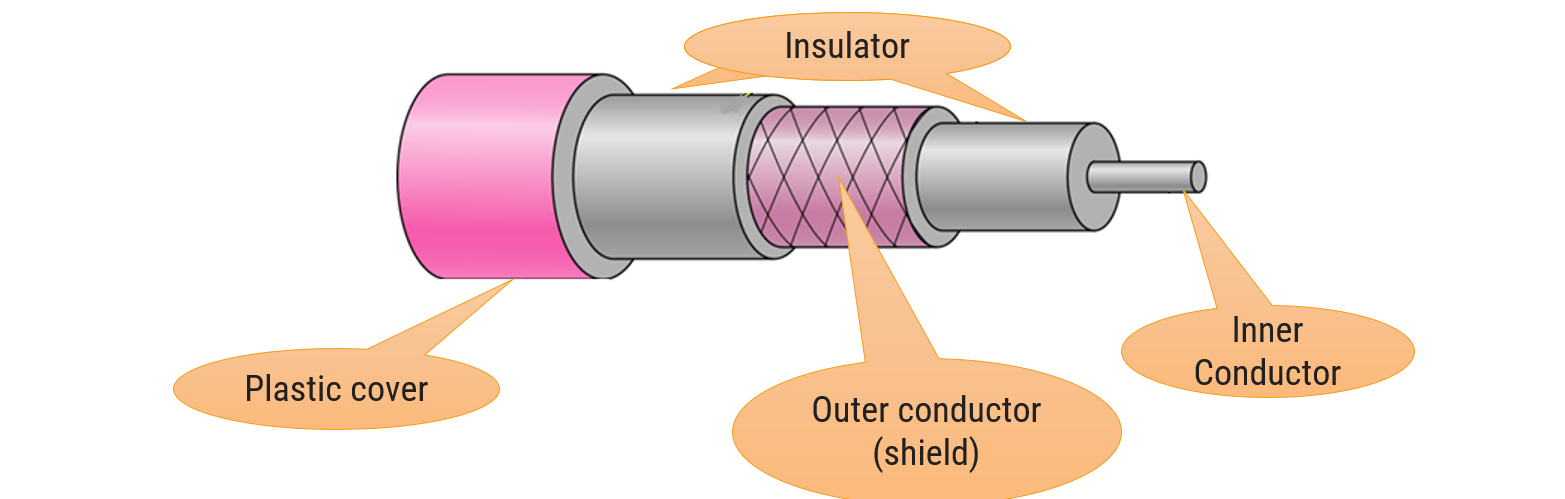 Insulator
Inner
Conductor
Plastic cover
Outer conductor
(shield)